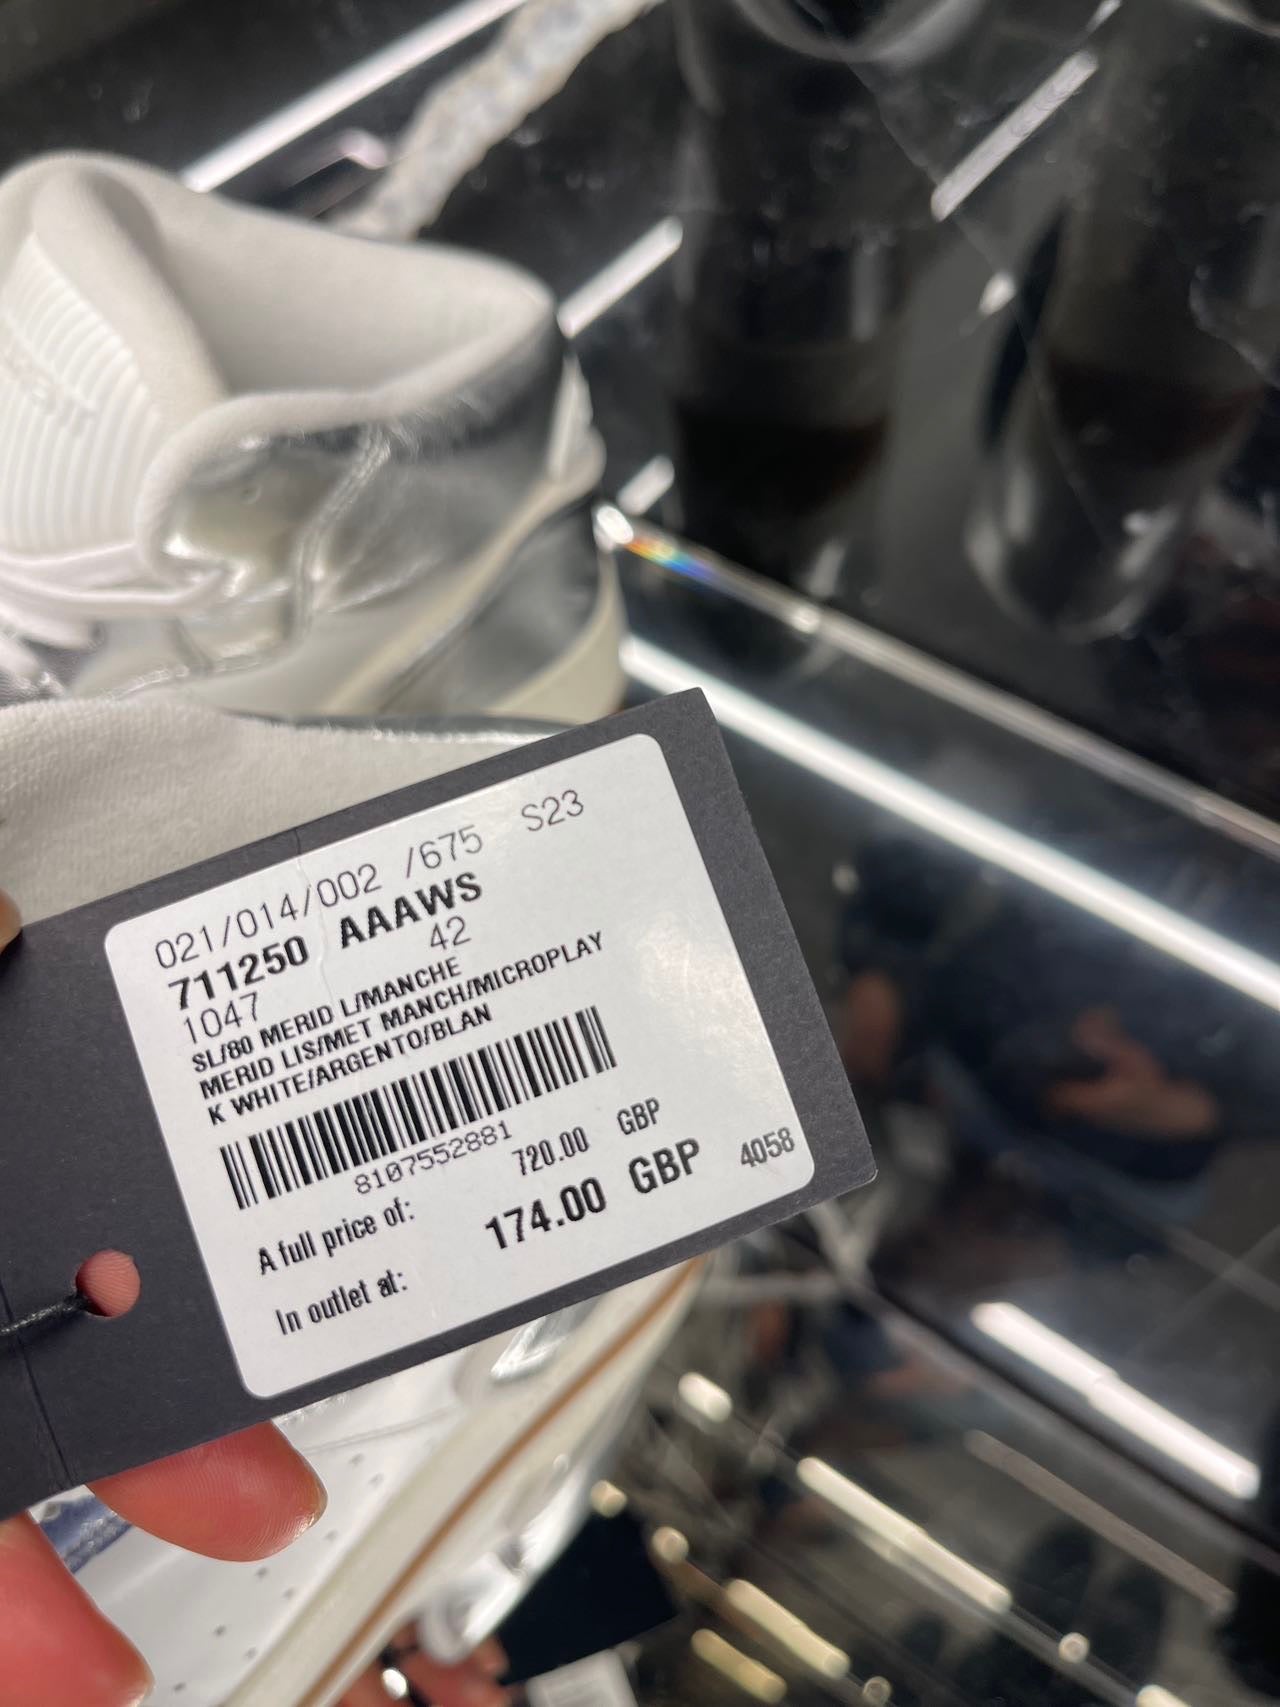 021/014/002 /675 S23
711250 AAAWS
1047 42
SL/80 MERID L/MANCHE
MERID LIS/MET MANCH/MICROPLAY
K WHITE/ARGENTO/BLAN
8107552881
A full price of: 720.00 GBP
In outlet at: 174.00 GBP 4058